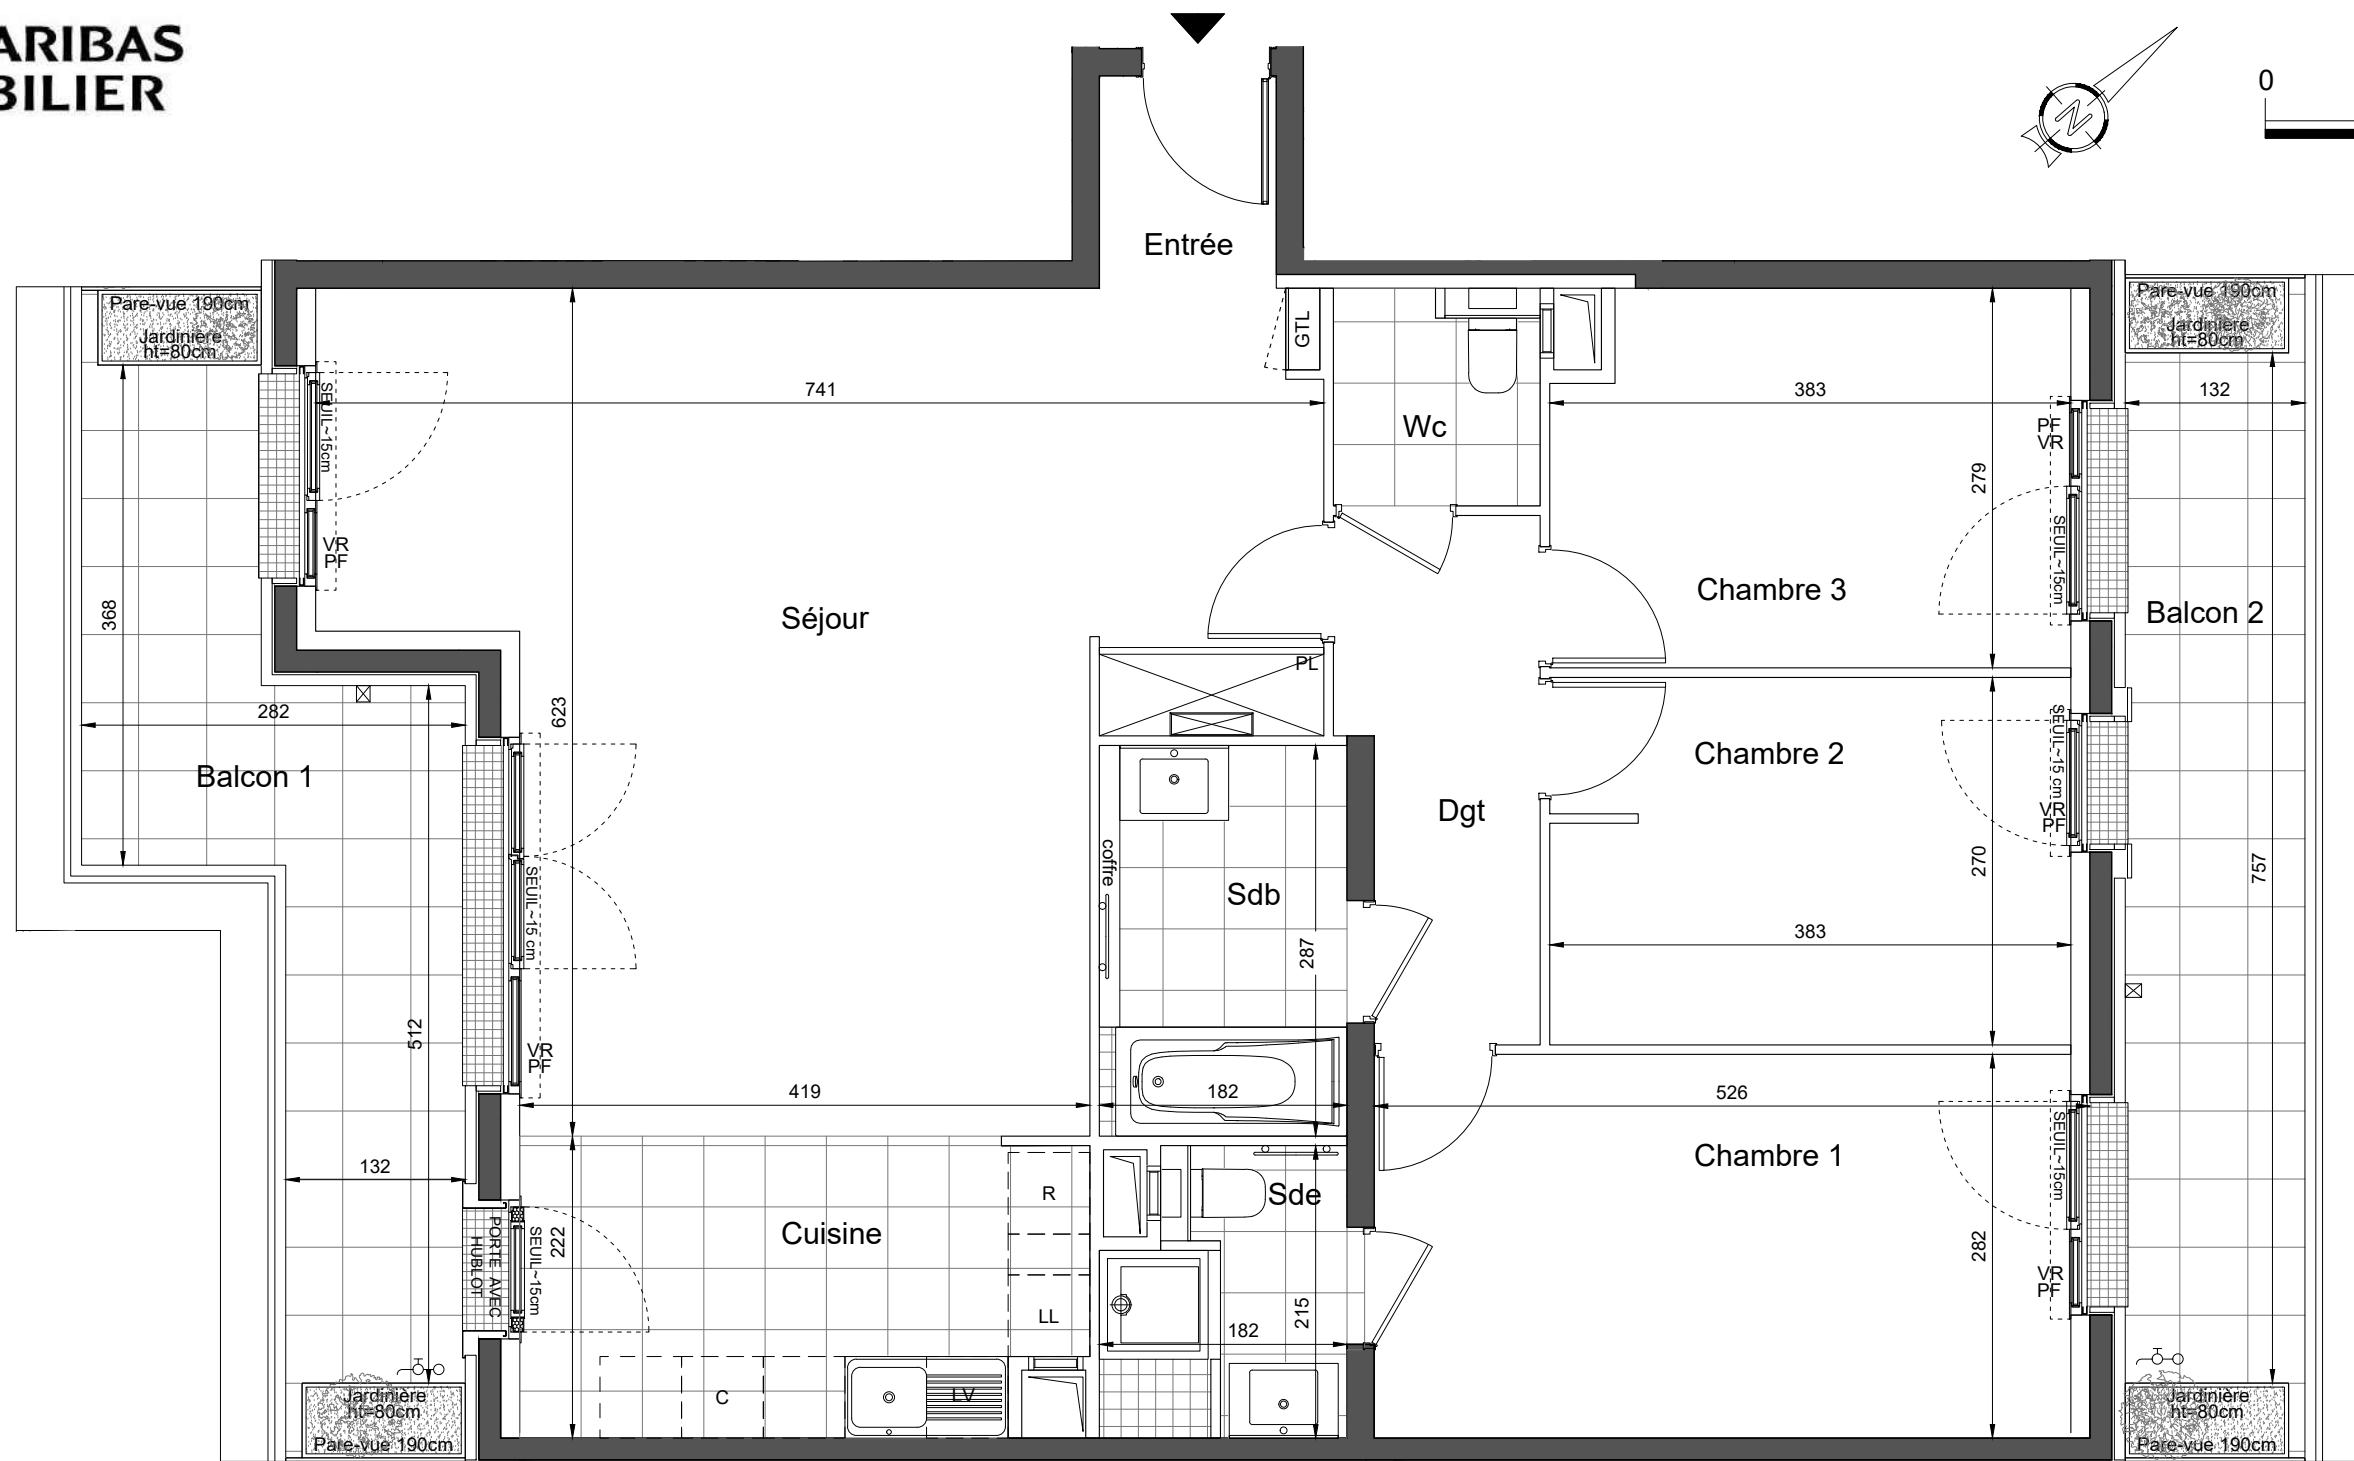 ARIBAS
BILIER
N
0
Entrée
Pare-vue 190cm
Jardinière
ht=80cm
Pare-vue 190cm
Jardinière
ht=80cm
GTL
741
383
132
SEUIL~15cm
Wc
PF
VR
279
VR
PF
SEUIL~15cm
368
Séjour
Chambre 3
Balcon 2
PL
282
623
SEUIL~15 cm
Balcon 1
Chambre 2
VR
PF
Dgt
coffre
270
757
Sdb
SEUIL~15 cm
383
287
512
VR
PF
419
182
526
SEUIL~15cm
Chambre 1
132
R
Sde
Cuisine
222
282
PORTE AVEC
HUBLOT
SEUIL~15cm
VR
PF
LL
215
182
C
LV
Jardinière
ht=80cm
Pare-vue 190cm
Jardinière
ht=80cm
Pare-vue 190cm